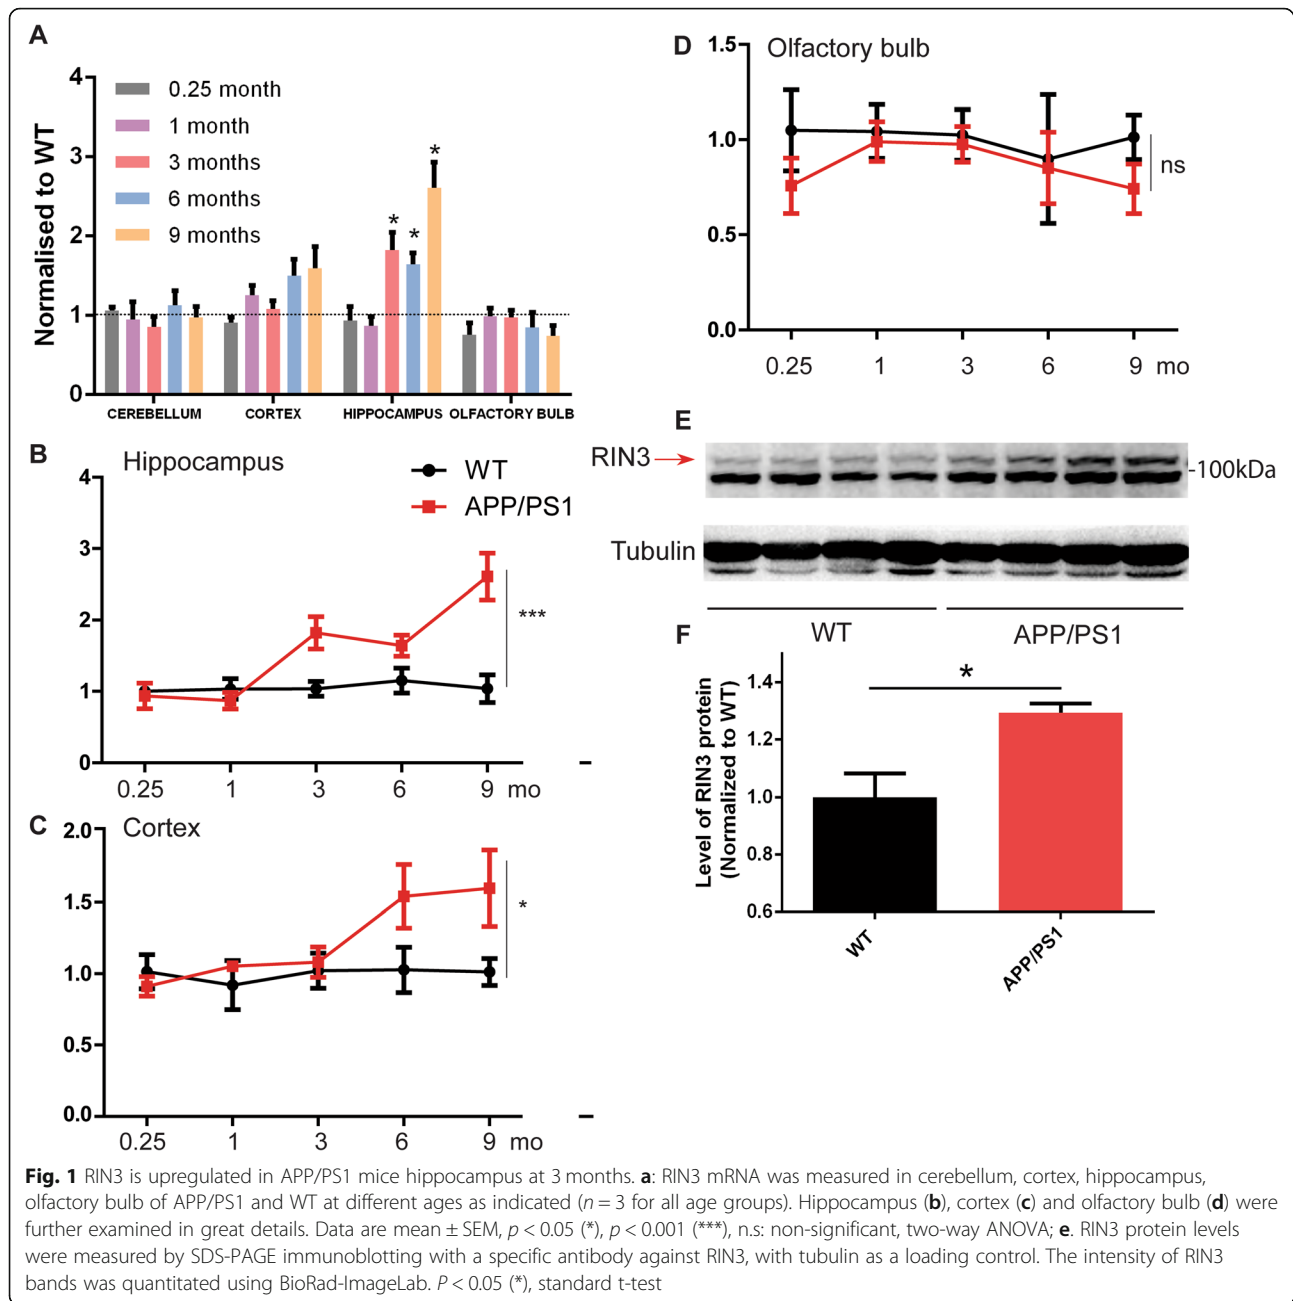 A
Normalised to WT
4
3
2
1
0
0.25 month
1 month
3 months
6 months
9 months
*
*
*
CEREBELLUM
CORTEX
HIPPOCAMPUS
OLFACTORY BULB
B
Hippocampus
WT
APP/PS1
4
3
2
1
0
***
0.25
1
3
6
9
mo
C
Cortex
2.0
1.5
1.0
0.5
0.0
*
0.25
1
3
6
9
mo
D
Olfactory bulb
1.5
1.0
0.5
0.0
ns
0.25
1
3
6
9
mo
E
RIN3
-100kDa
Tubulin
WT
APP/PS1
F
Level of RIN3 protein
(Normalized to WT)
1.4
1.2
1.0
0.8
0.6
*
WT
APP/PS1
Fig. 1 RIN3 is upregulated in APP/PS1 mice hippocampus at 3 months. a: RIN3 mRNA was measured in cerebellum, cortex, hippocampus,
olfactory bulb of APP/PS1 and WT at different ages as indicated (n = 3 for all age groups). Hippocampus (b), cortex (c) and olfactory bulb (d) were
further examined in great details. Data are mean ± SEM, p < 0.05 (*), p < 0.001 (***), n.s: non-significant, two-way ANOVA; e. RIN3 protein levels
were measured by SDS-PAGE immunoblotting with a specific antibody against RIN3, with tubulin as a loading control. The intensity of RIN3
bands was quantitated using BioRad-ImageLab. P < 0.05 (*), standard t-test